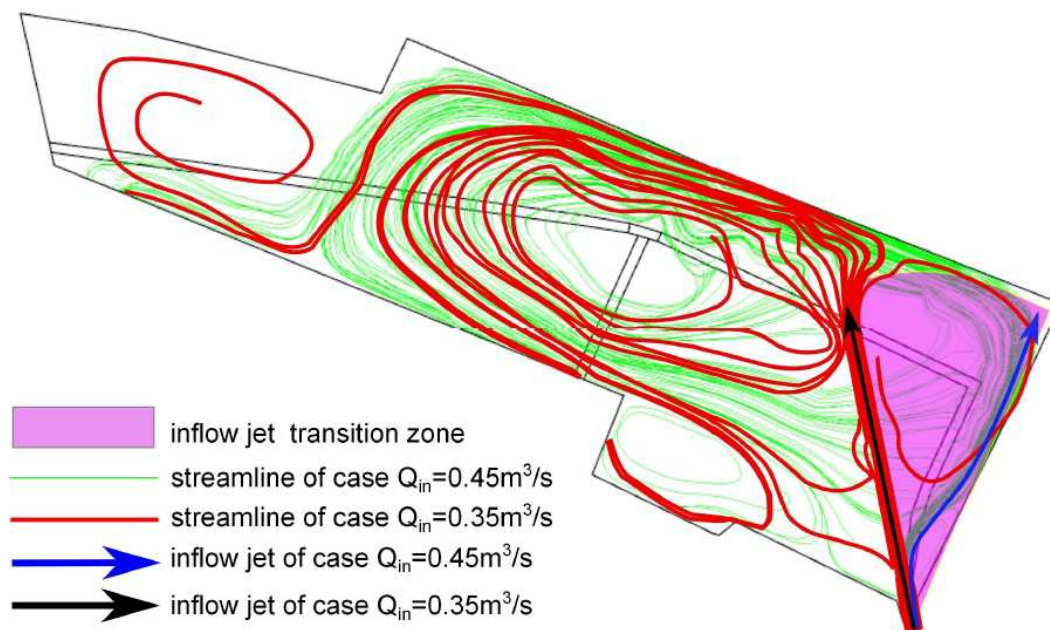 inflow jet transition zone
streamline of case Qin=0.45m³/s
streamline of case Qin=0.35m³/s
inflow jet of case Qin=0.45m³/s
inflow jet of case Qin=0.35m³/s